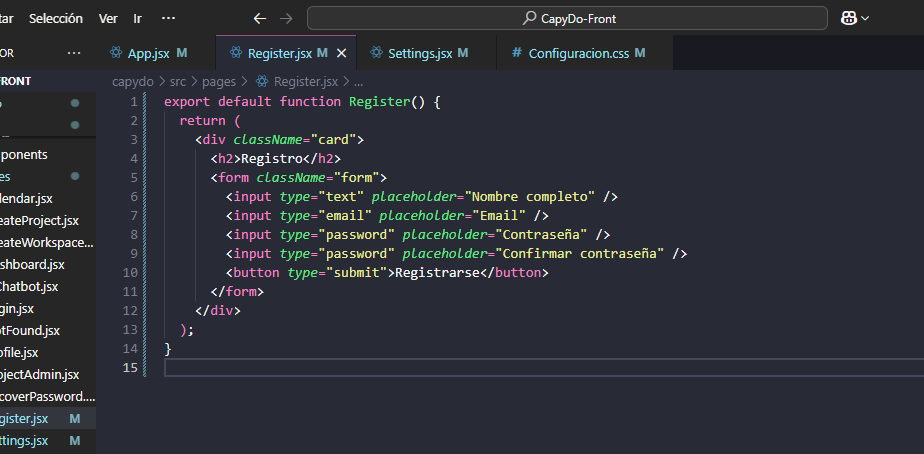 tar Selección Ver Ir ··· CapyDo-Front
OR ··· App.jsx M Register.jsx M Settings.jsx M # Configuracion.css M
FRONT capydo > src > pages > Register.jsx > ...
1 export default function Register() {
2 return (
3 <div className="card">
4 <h2>Registro</h2>
5 <form className="form">
6 <input type="text" placeholder="Nombre completo" />
7 <input type="email" placeholder="Email" />
8 <input type="password" placeholder="Contraseña" />
9 <input type="password" placeholder="Confirmar contraseña" />
10 <button type="submit">Registrarse</button>
11 </form>
12 </div>
13 );
14 }
15
mponents
es
lendar.jsx
eateProject.jsx
eateWorkspace...
shboard.jsx
Chatbot.jsx
gin.jsx
otFound.jsx
ofile.jsx
ojectAdmin.jsx
coverPassword....
gister.jsx M
ttings.jsx M